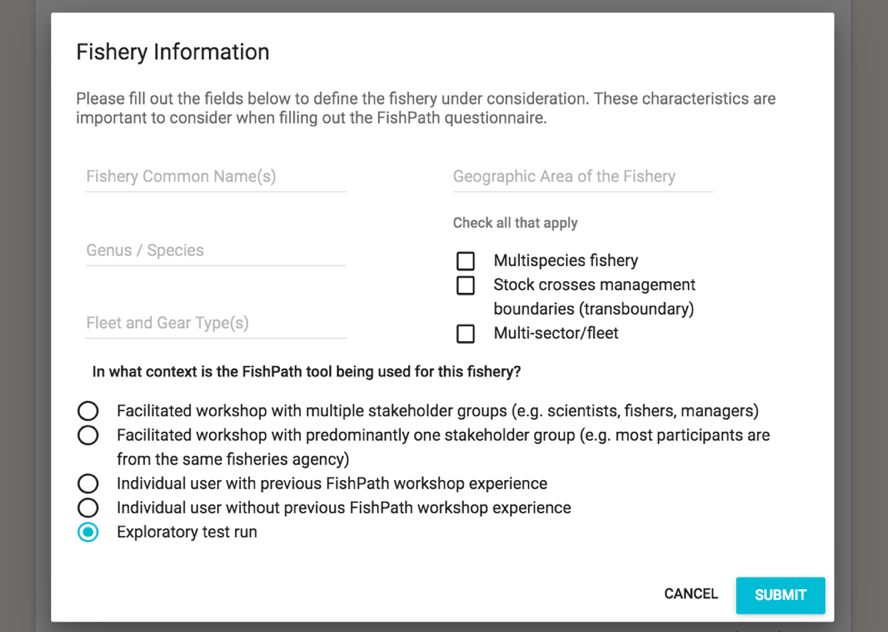 Fishery Information
Please fill out the fields below to define the fishery under consideration. These characteristics are
important to consider when filling out the FishPath questionnaire.
Fishery Common Name(s)
Geographic Area of the Fishery
Check all that apply
Genus / Species
Multispecies fishery
Stock crosses management
boundaries (transboundary)
Fleet and Gear Type(s)
Multi-sector/fleet
In what context is the FishPath tool being used for this fishery?
Facilitated workshop with multiple stakeholder groups (e.g. scientists, fishers, managers)
Facilitated workshop with predominantly one stakeholder group (e.g. most participants are
from the same fisheries agency)
Individual user with previous FishPath workshop experience
Individual user without previous FishPath workshop experience
Exploratory test run
CANCEL
SUBMIT